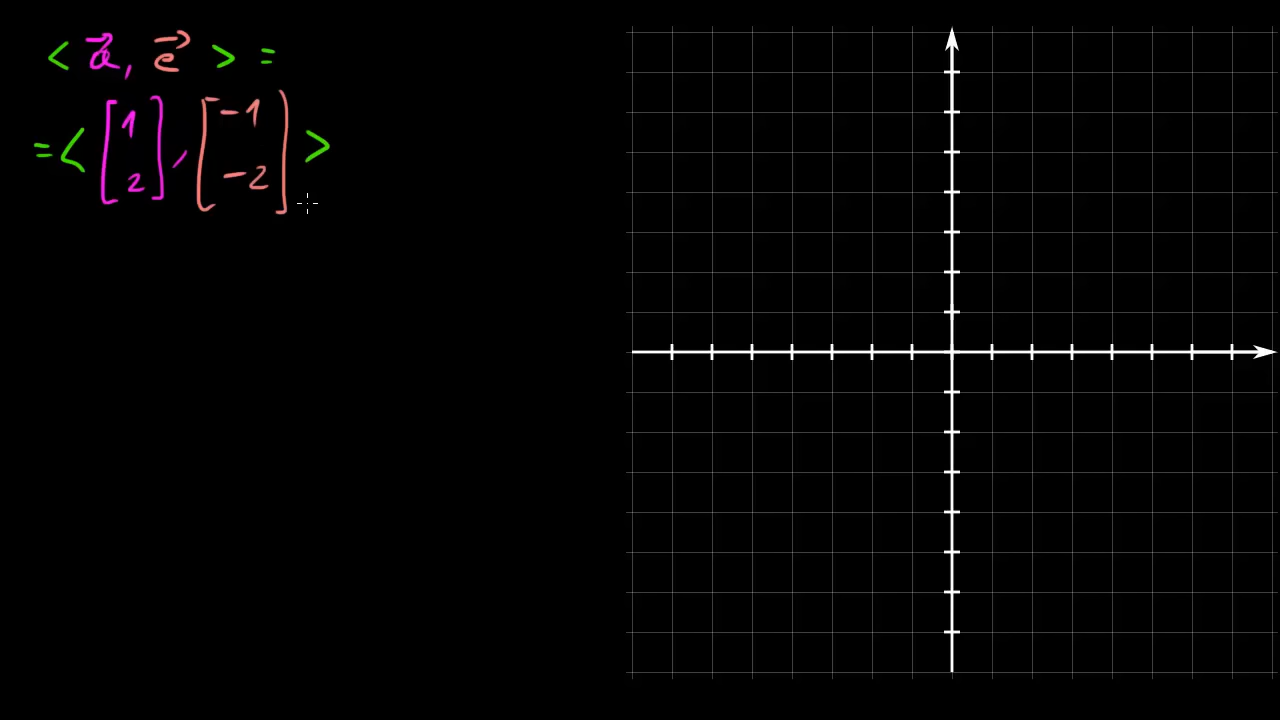 < a⃗, e⃗ > =
= < [1 2], [-1 -2] >